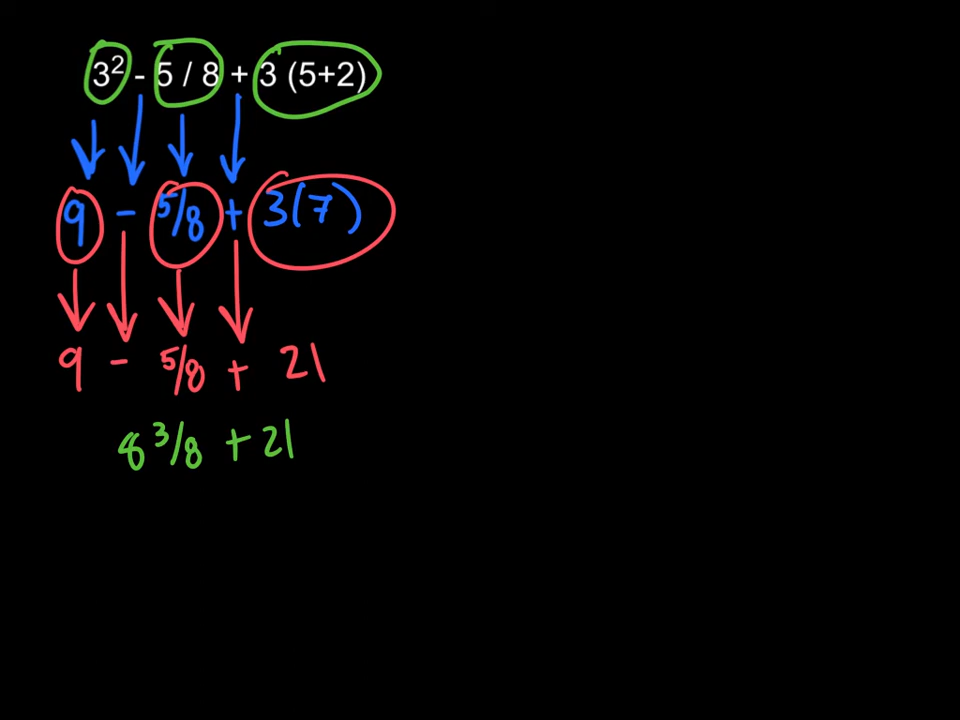 3² - 5 / 8 + 3 (5+2)
9 - 5/8 + 3(7)
9 - 5/8 + 21
8 3/8 + 21